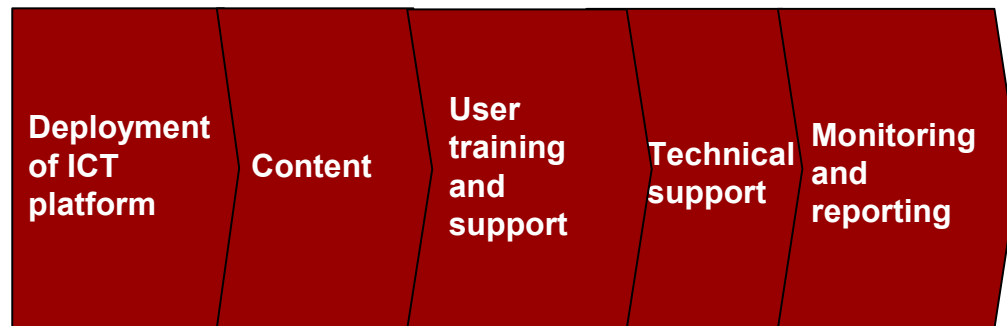 Deployment
of ICT
platform
Content
User
training
and
support
Technical
support
Monitoring
and
reporting